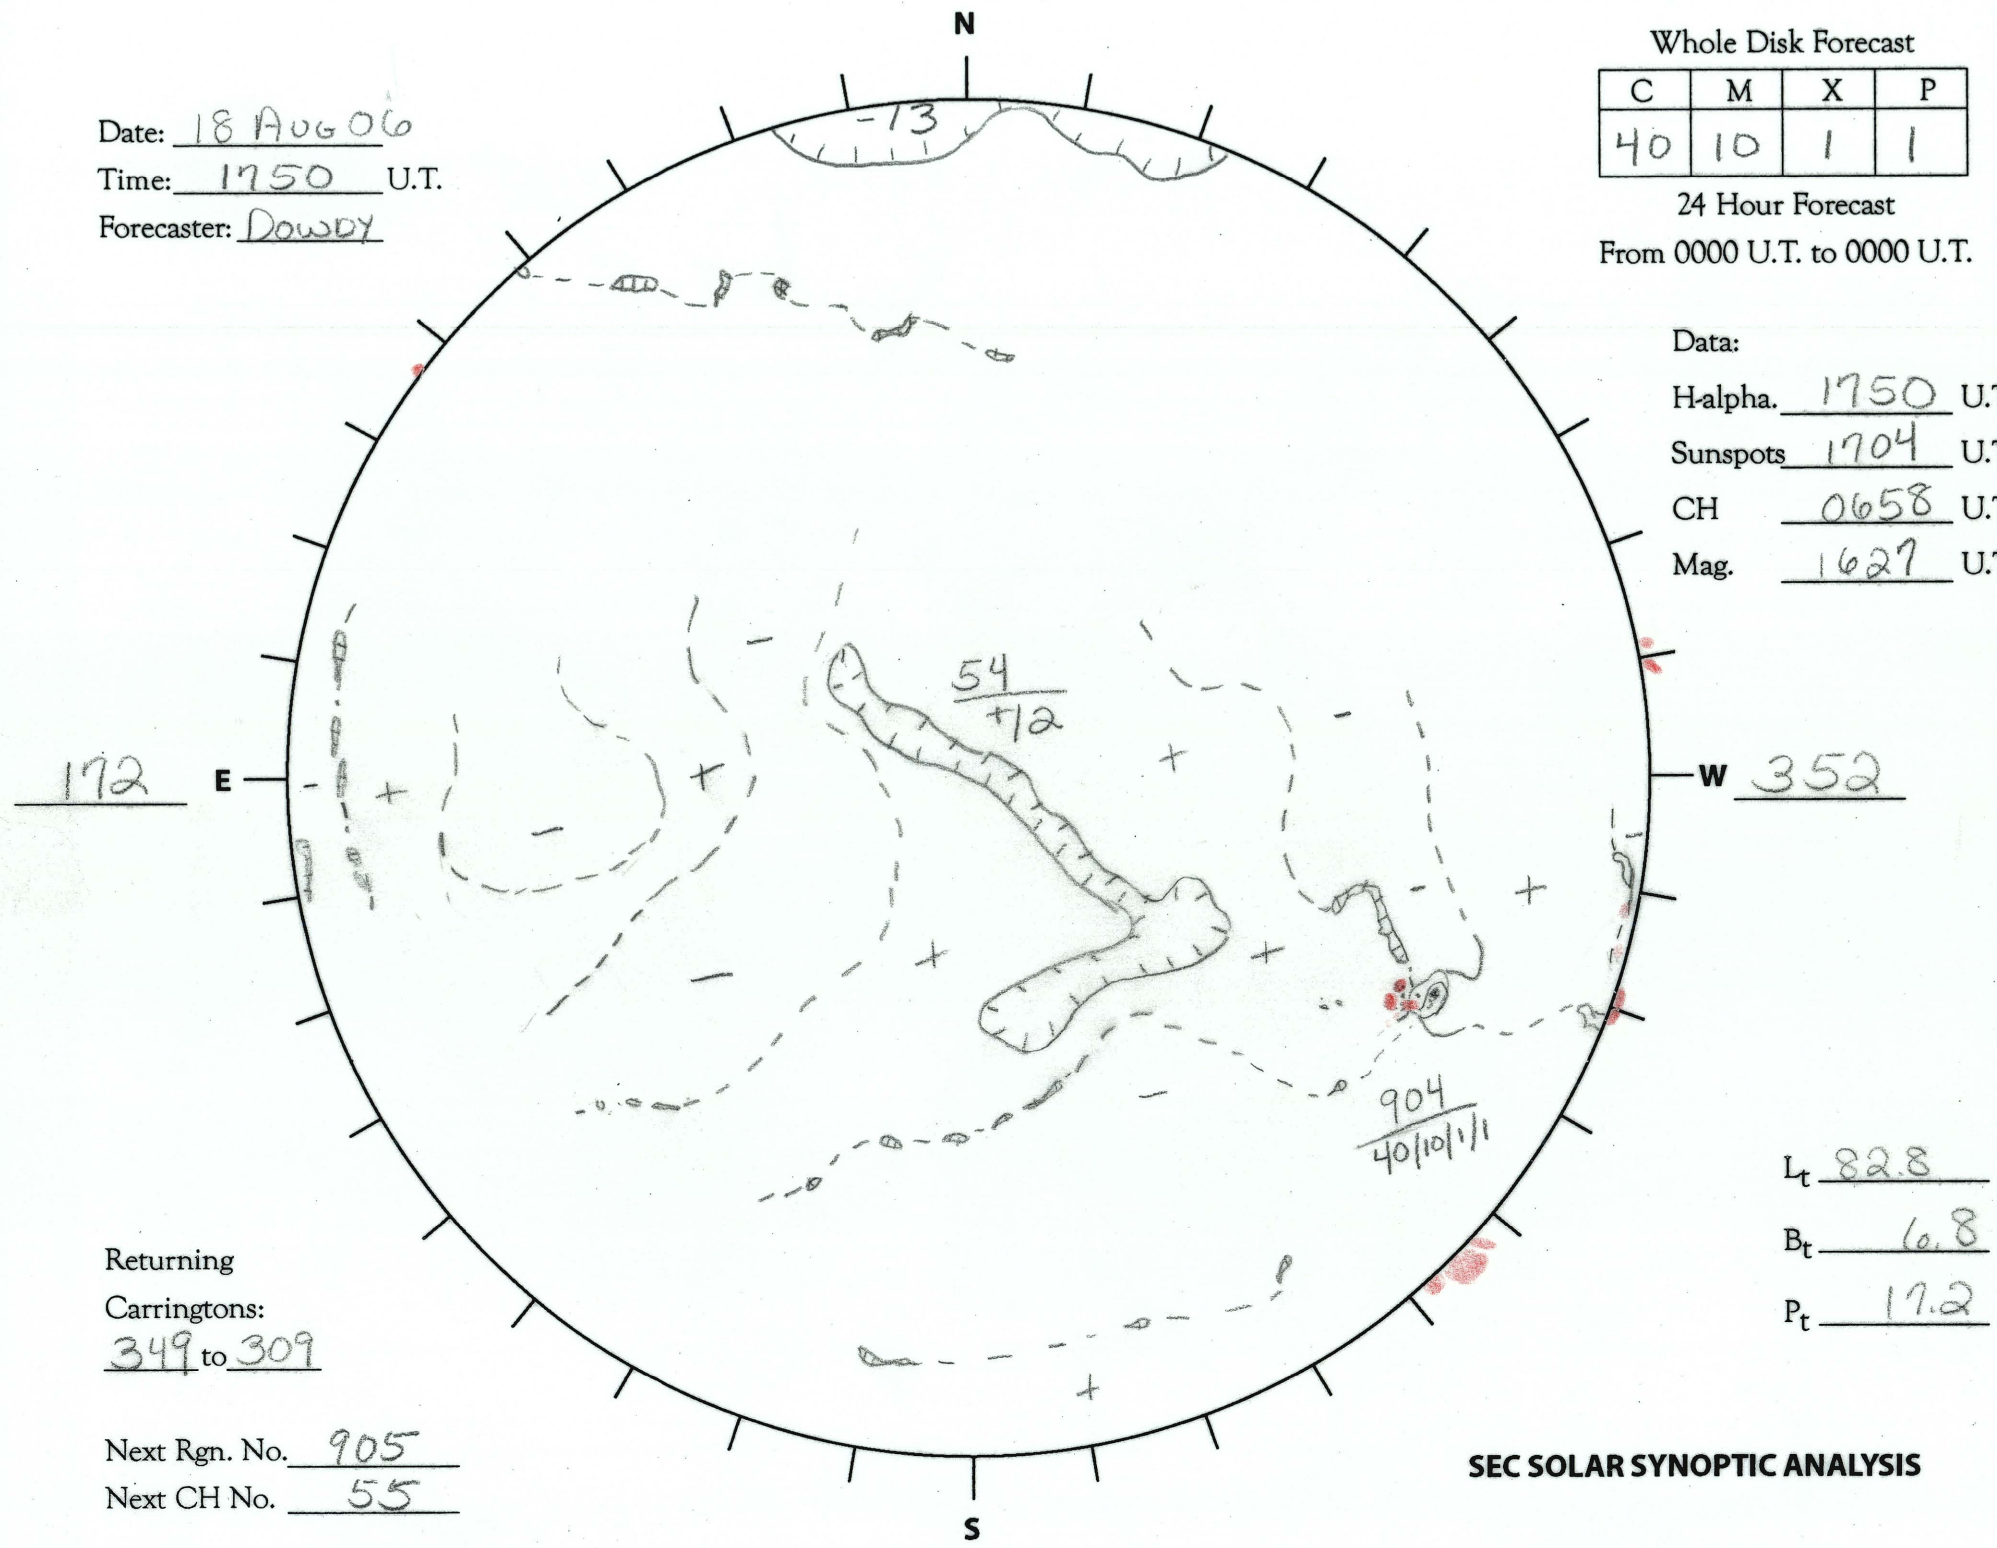 N
Whole Disk Forecast
C M X P
40 10 1 1
24 Hour Forecast
From 0000 U.T. to 0000 U.T.
Date: 18 AUG 06
Time: 1750 U.T.
Forecaster: DOWDY
-13
Data:
H-alpha. 1750 U.T
Sunspots 1704 U.T
CH 0658 U.T
Mag. 1627 U.T
54
+12
172 E
W 352
904
40/10/1/1
Lt 82.8
Bt 6.8
Pt 17.2
Returning
Carringtons:
349 to 309
Next Rgn. No. 905
Next CH No. 55
SEC SOLAR SYNOPTIC ANALYSIS
S